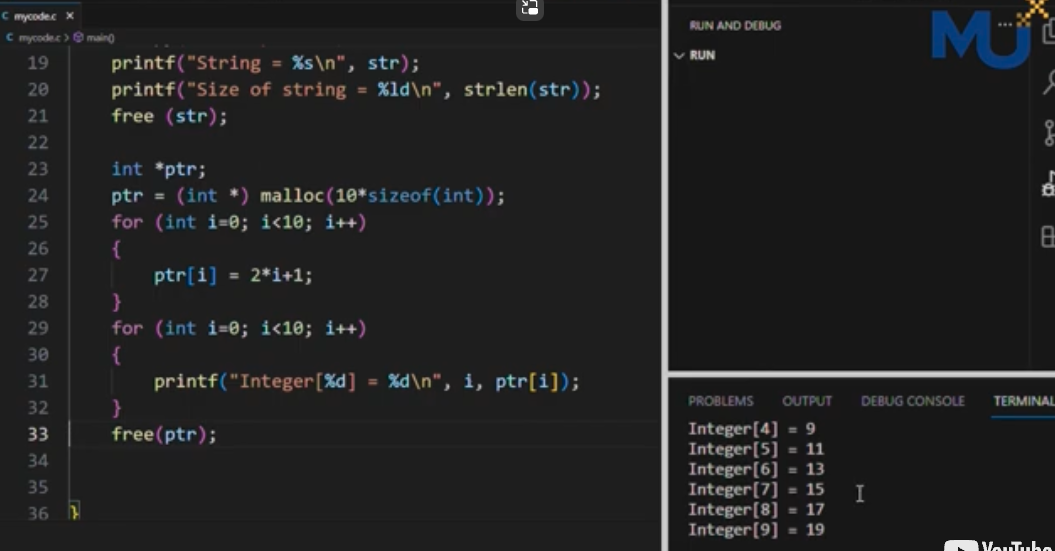 mycode.c
mycode.c > main()
19 printf("String = %s\n", str);
20 printf("Size of string = %ld\n", strlen(str));
21 free (str);
22
23 int *ptr;
24 ptr = (int *) malloc(10*sizeof(int));
25 for (int i=0; i<10; i++)
26 {
27 ptr[i] = 2*i+1;
28 }
29 for (int i=0; i<10; i++)
30 {
31 printf("Integer[%d] = %d\n", i, ptr[i]);
32 }
33 free(ptr);
34
35
36 }
RUN AND DEBUG
MU
RUN
PROBLEMS OUTPUT DEBUG CONSOLE TERMINAL
Integer[4] = 9
Integer[5] = 11
Integer[6] = 13
Integer[7] = 15
Integer[8] = 17
Integer[9] = 19
YouTube